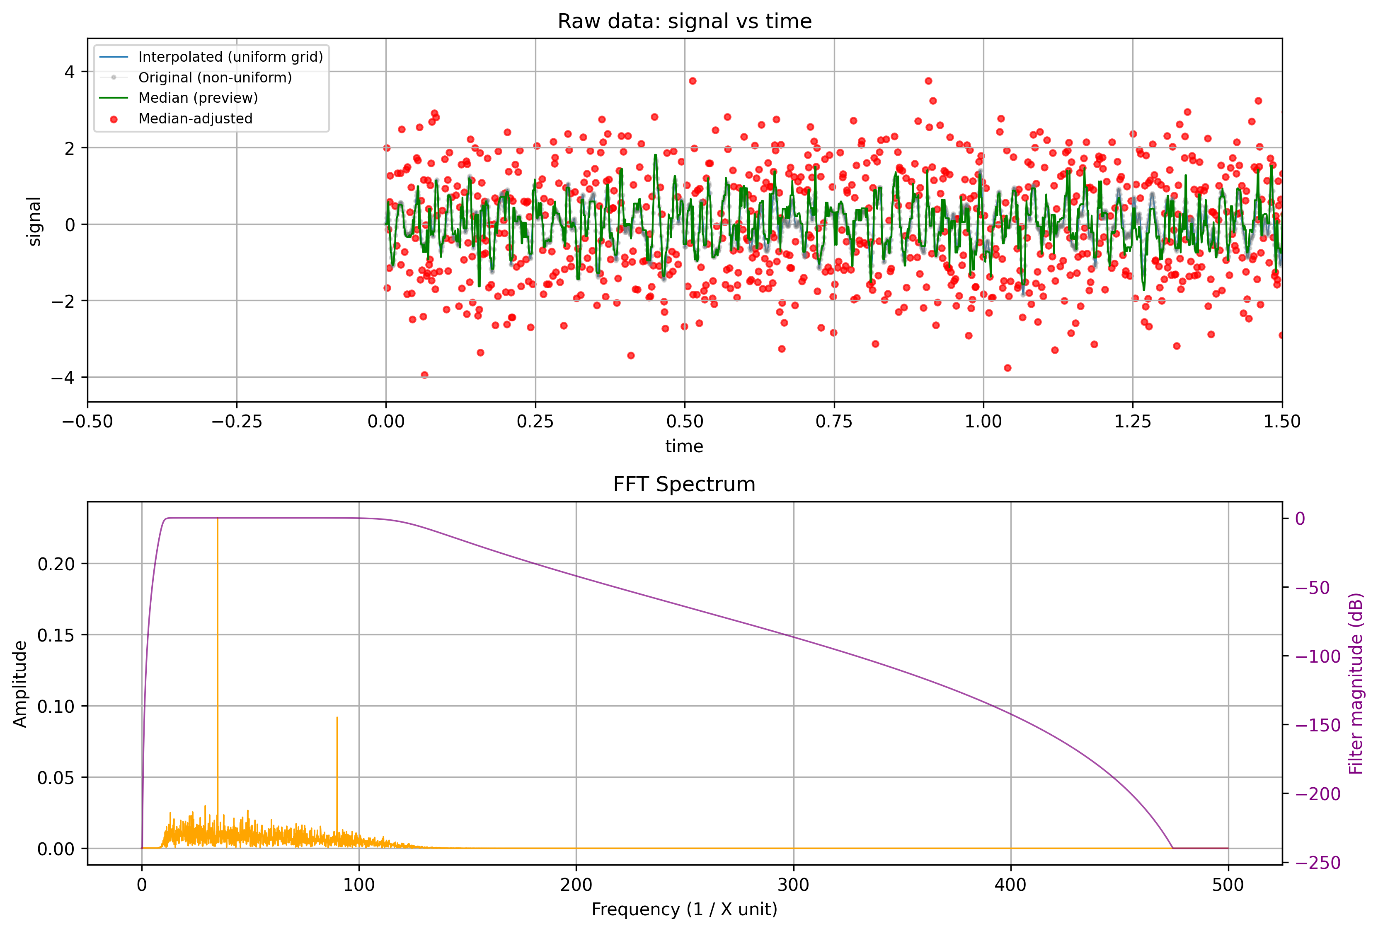 Raw data: signal vs time
Interpolated (uniform grid)
Original (non-uniform)
Median (preview)
Median-adjusted
signal
4
2
0
−2
−4
−0.50 −0.25 0.00 0.25 0.50 0.75 1.00 1.25 1.50
time
FFT Spectrum
Amplitude
0.20
0.15
0.10
0.05
0.00
0
−50
−100
−150
−200
−250
Filter magnitude (dB)
0 100 200 300 400 500
Frequency (1 / X unit)